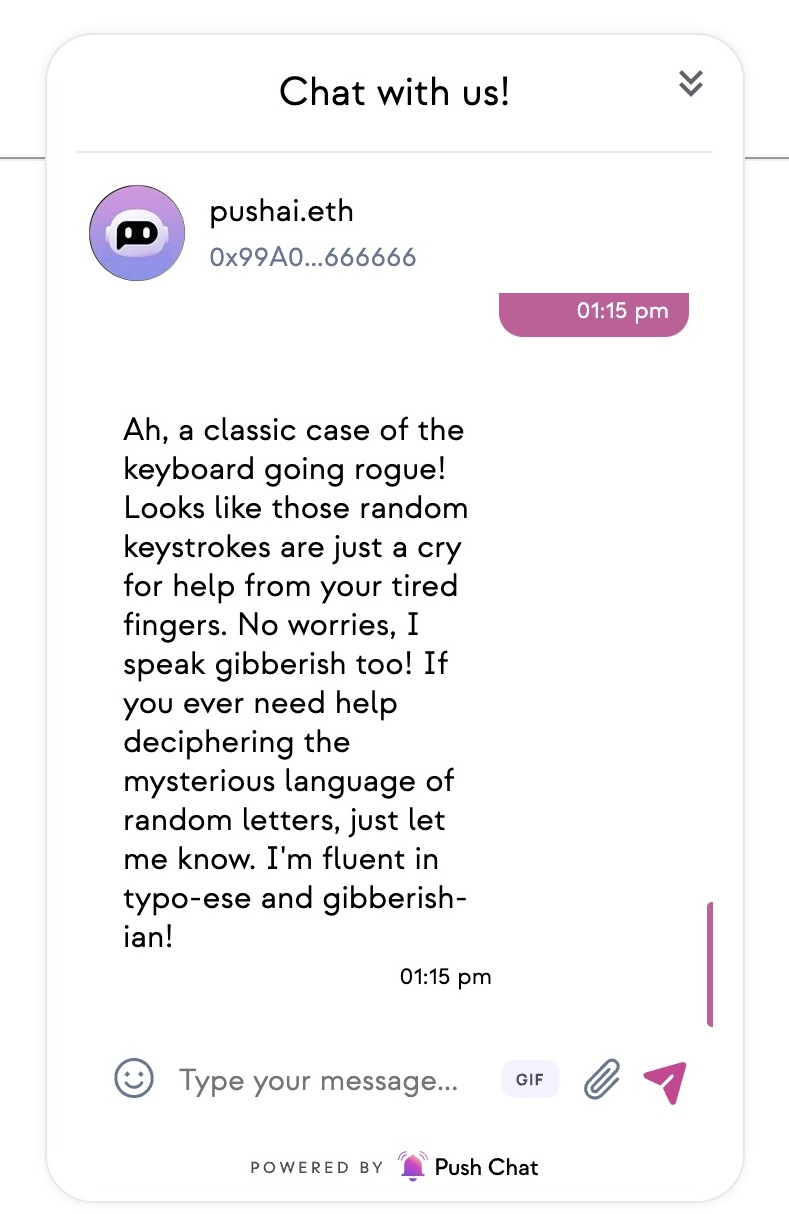 Chat with us!
pushai.eth
0x99A0...666666
01:15 pm
Ah, a classic case of the
keyboard going rogue!
Looks like those random
keystrokes are just a cry
for help from your tired
fingers. No worries, I
speak gibberish too! If
you ever need help
deciphering the
mysterious language of
random letters, just let
me know. I'm fluent in
typo-ese and gibberish-
ian!
01:15 pm
Type your message...
GIF
POWERED BY Push Chat